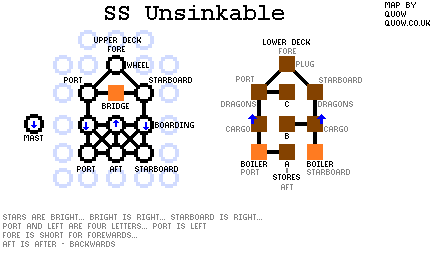 SS Unsinkable
MAP BY
QUOW
QUOW.CO.UK
UPPER DECK
FORE
WHEEL
PORT
STARBOARD
BRIDGE
BOARDING
MAST
PORT
AFT
STARBOARD
LOWER DECK
FORE
PLUG
PORT
STARBOARD
DRAGONS
C
DRAGONS
CARGO
B
CARGO
BOILER
A
BOILER
PORT
STORES
STARBOARD
AFT
STARS ARE BRIGHT... BRIGHT IS RIGHT... STARBOARD IS RIGHT...
PORT AND LEFT ARE FOUR LETTERS... PORT IS LEFT
FORE IS SHORT FOR FOREWARDS...
AFT IS AFTER - BACKWARDS